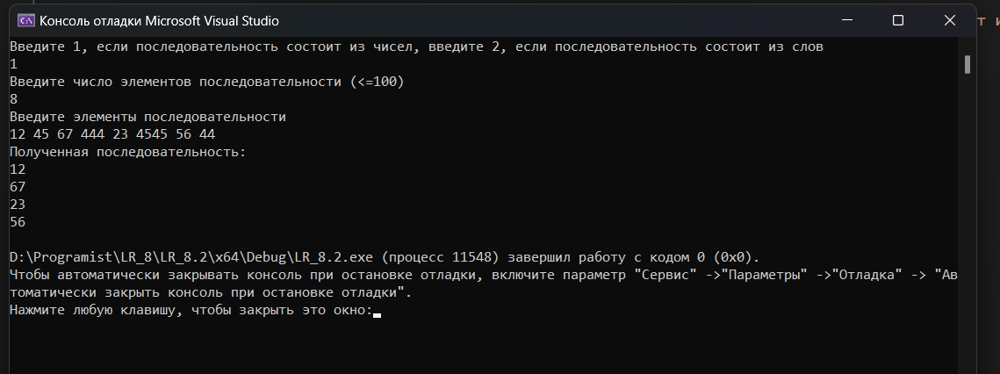 Консоль отладки Microsoft Visual Studio
Введите 1, если последовательность состоит из чисел, введите 2, если последовательность состоит из слов
1
Введите число элементов последовательности (<=100)
8
Введите элементы последовательности
12 45 67 444 23 4545 56 44
Полученная последовательность:
12
67
23
56
D:\Programist\LR_8\LR_8.2\x64\Debug\LR_8.2.exe (процесс 11548) завершил работу с кодом 0 (0x0).
Чтобы автоматически закрывать консоль при остановке отладки, включите параметр "Сервис" ->"Параметры" ->"Отладка" -> "Ав
томатически закрыть консоль при остановке отладки".
Нажмите любую клавишу, чтобы закрыть это окно: